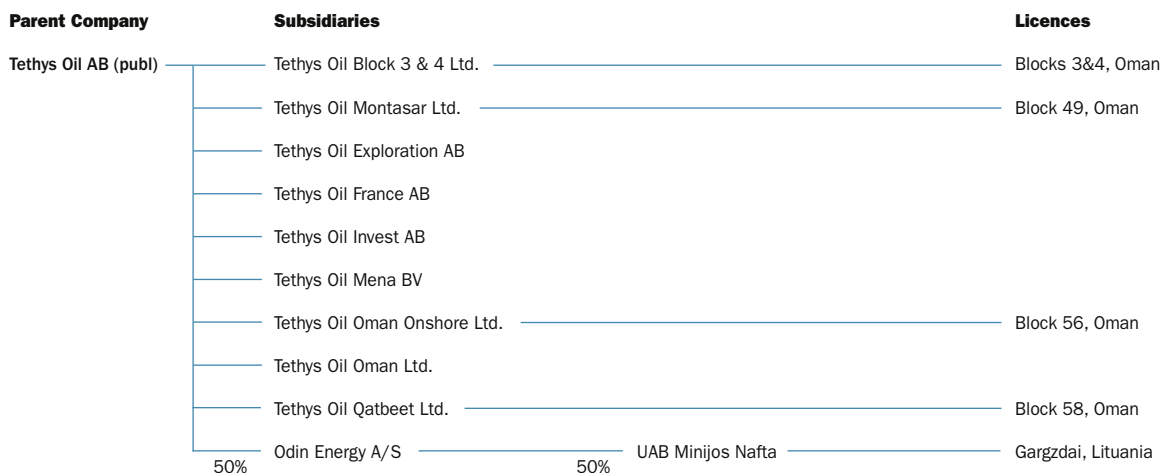 Parent Company Subsidiaries Licences
Tethys Oil AB (publ) Tethys Oil Block 3 & 4 Ltd. Blocks 3&4, Oman
Tethys Oil Montasar Ltd. Block 49, Oman
Tethys Oil Exploration AB
Tethys Oil France AB
Tethys Oil Invest AB
Tethys Oil Mena BV
Tethys Oil Oman Onshore Ltd. Block 56, Oman
Tethys Oil Oman Ltd.
Tethys Oil Qatbeet Ltd. Block 58, Oman
Odin Energy A/S UAB Minijos Nafta Gargzdai, Lituania
50% 50%